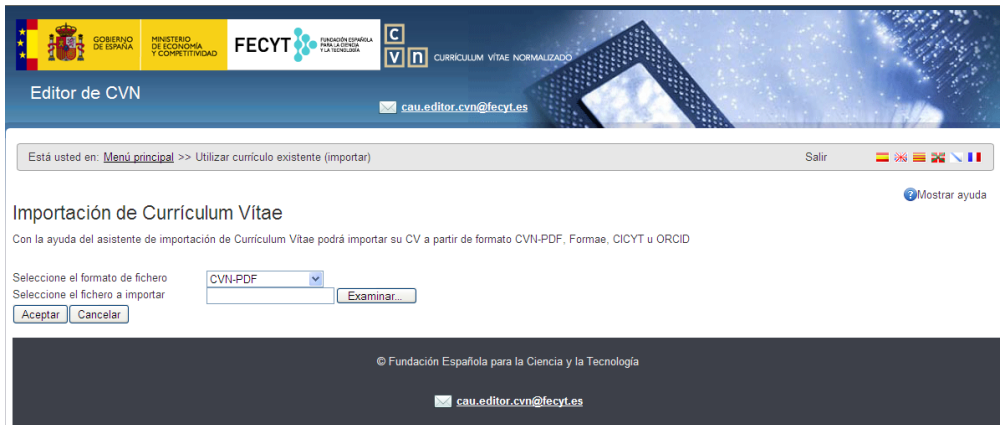 GOBIERNO DE ESPAÑA
MINISTERIO DE ECONOMÍA Y COMPETITIVIDAD
FECYT
FUNDACIÓN ESPAÑOLA PARA LA CIENCIA Y LA TECNOLOGÍA
C
v n CURRÍCULUM VÍTAE NORMALIZADO
Editor de CVN
cau.editor.cvn@fecyt.es
Está usted en: Menú principal >> Utilizar currículo existente (importar)
Salir
Mostrar ayuda
Importación de Currículum Vítae
Con la ayuda del asistente de importación de Currículum Vítae podrá importar su CV a partir de formato CVN-PDF, Formae, CICYT u ORCID
Seleccione el formato de fichero CVN-PDF
Seleccione el fichero a importar Examinar...
Aceptar Cancelar
© Fundación Española para la Ciencia y la Tecnología
cau.editor.cvn@fecyt.es